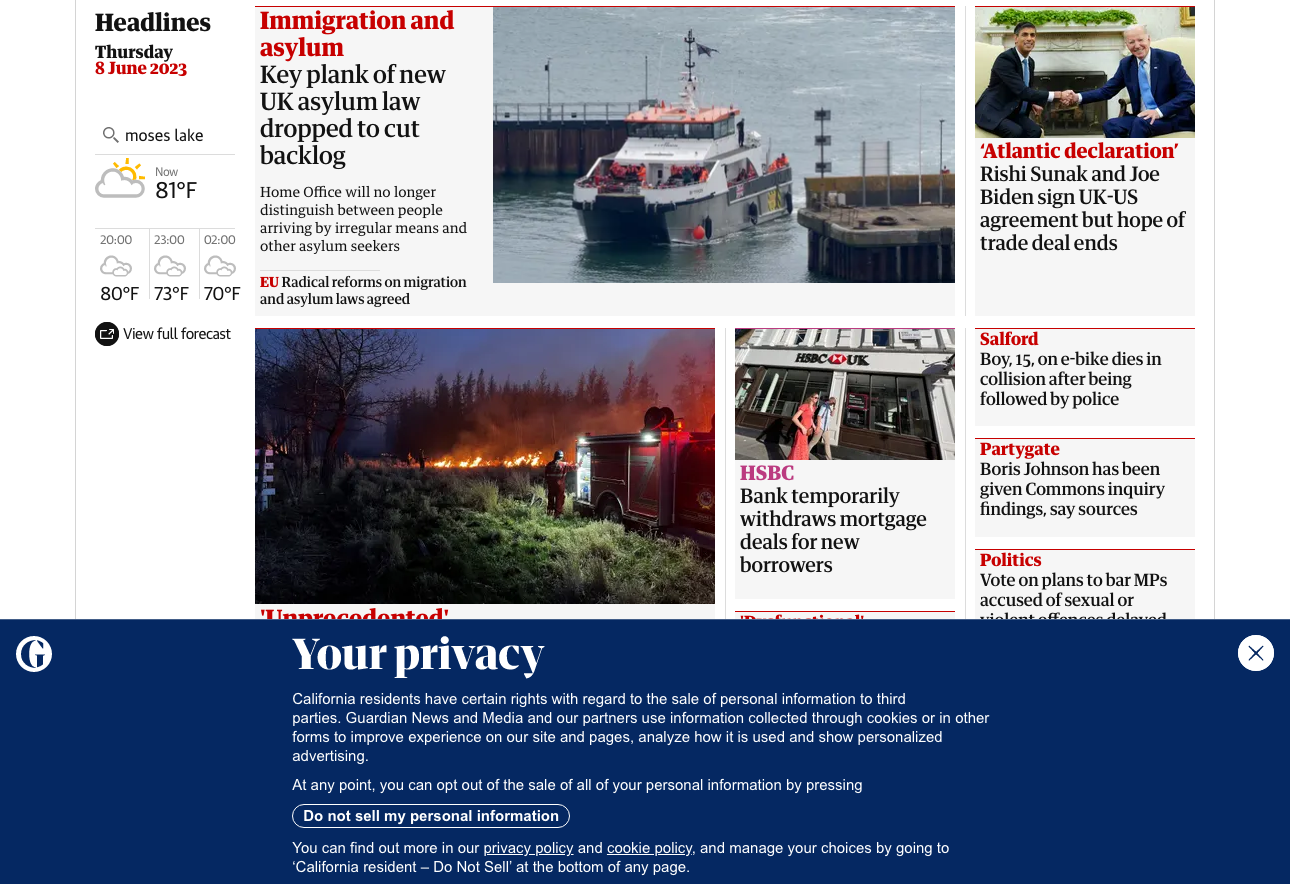 Headlines
Thursday
8 June 2023
moses lake
Now
81°F
20:00
23:00
02:00
80°F
73°F
70°F
View full forecast
Immigration and
asylum
Key plank of new
UK asylum law
dropped to cut
backlog
Home Office will no longer
distinguish between people
arriving by irregular means and
other asylum seekers
EU Radical reforms on migration
and asylum laws agreed
‘Atlantic declaration’
Rishi Sunak and Joe
Biden sign UK-US
agreement but hope of
trade deal ends
'Unprecedented'
HSBC UK
HSBC
Bank temporarily
withdraws mortgage
deals for new
borrowers
'Dysfunctional'
Salford
Boy, 15, on e-bike dies in
collision after being
followed by police
Partygate
Boris Johnson has been
given Commons inquiry
findings, say sources
Politics
Vote on plans to bar MPs
accused of sexual or
violent offences delayed
Your privacy
California residents have certain rights with regard to the sale of personal information to third
parties. Guardian News and Media and our partners use information collected through cookies or in other
forms to improve experience on our site and pages, analyze how it is used and show personalized
advertising.
At any point, you can opt out of the sale of all of your personal information by pressing
Do not sell my personal information
You can find out more in our privacy policy and cookie policy, and manage your choices by going to
‘California resident – Do Not Sell’ at the bottom of any page.